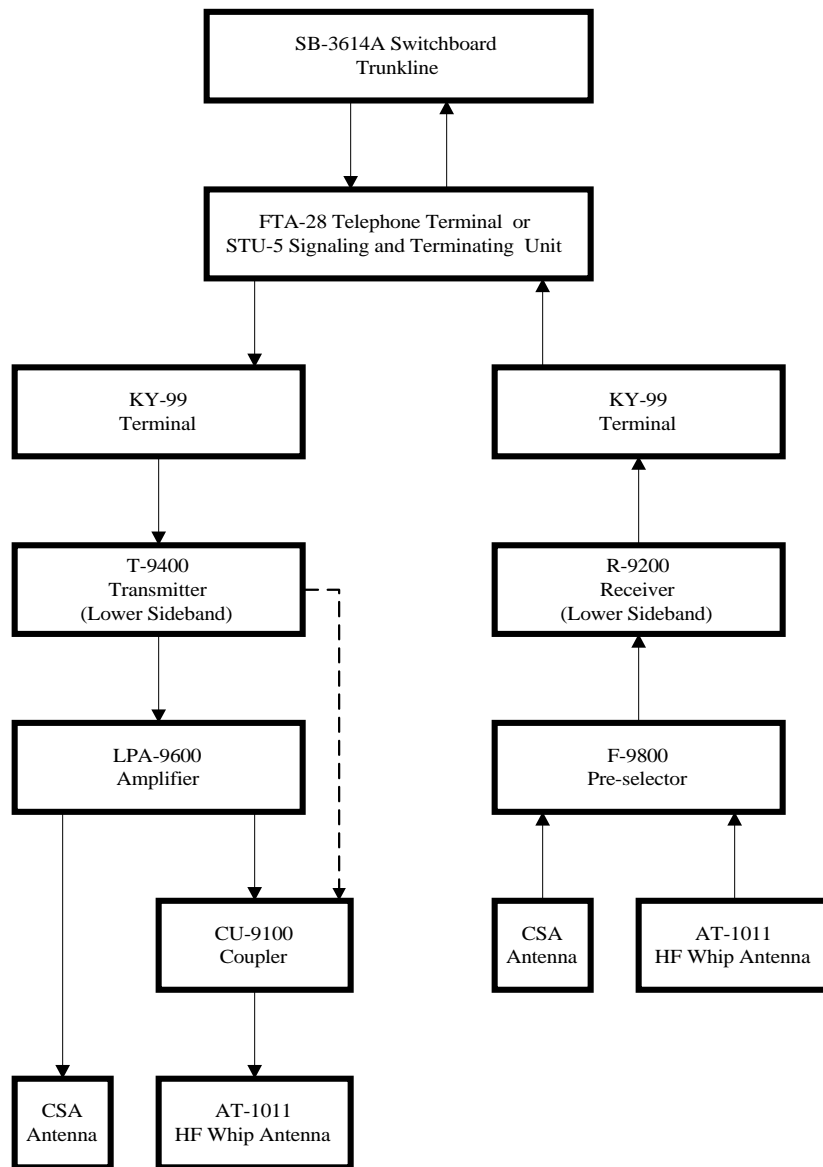 SB-3614A Switchboard
Trunkline
FTA-28 Telephone Terminal or
STU-5 Signaling and Terminating Unit
KY-99
Terminal
KY-99
Terminal
T-9400
Transmitter
(Lower Sideband)
R-9200
Receiver
(Lower Sideband)
LPA-9600
Amplifier
F-9800
Pre-selector
CU-9100
Coupler
CSA
Antenna
AT-1011
HF Whip Antenna
CSA
Antenna
AT-1011
HF Whip Antenna